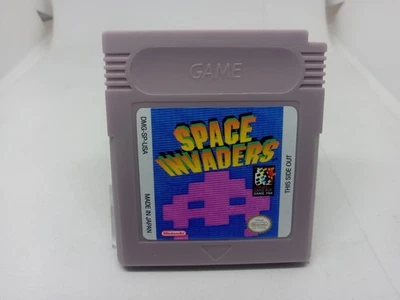 GAME
SPACE
INVADERS
DMG-SP-USA
MADE IN JAPAN
THIS SIDE OUT
Nintendo